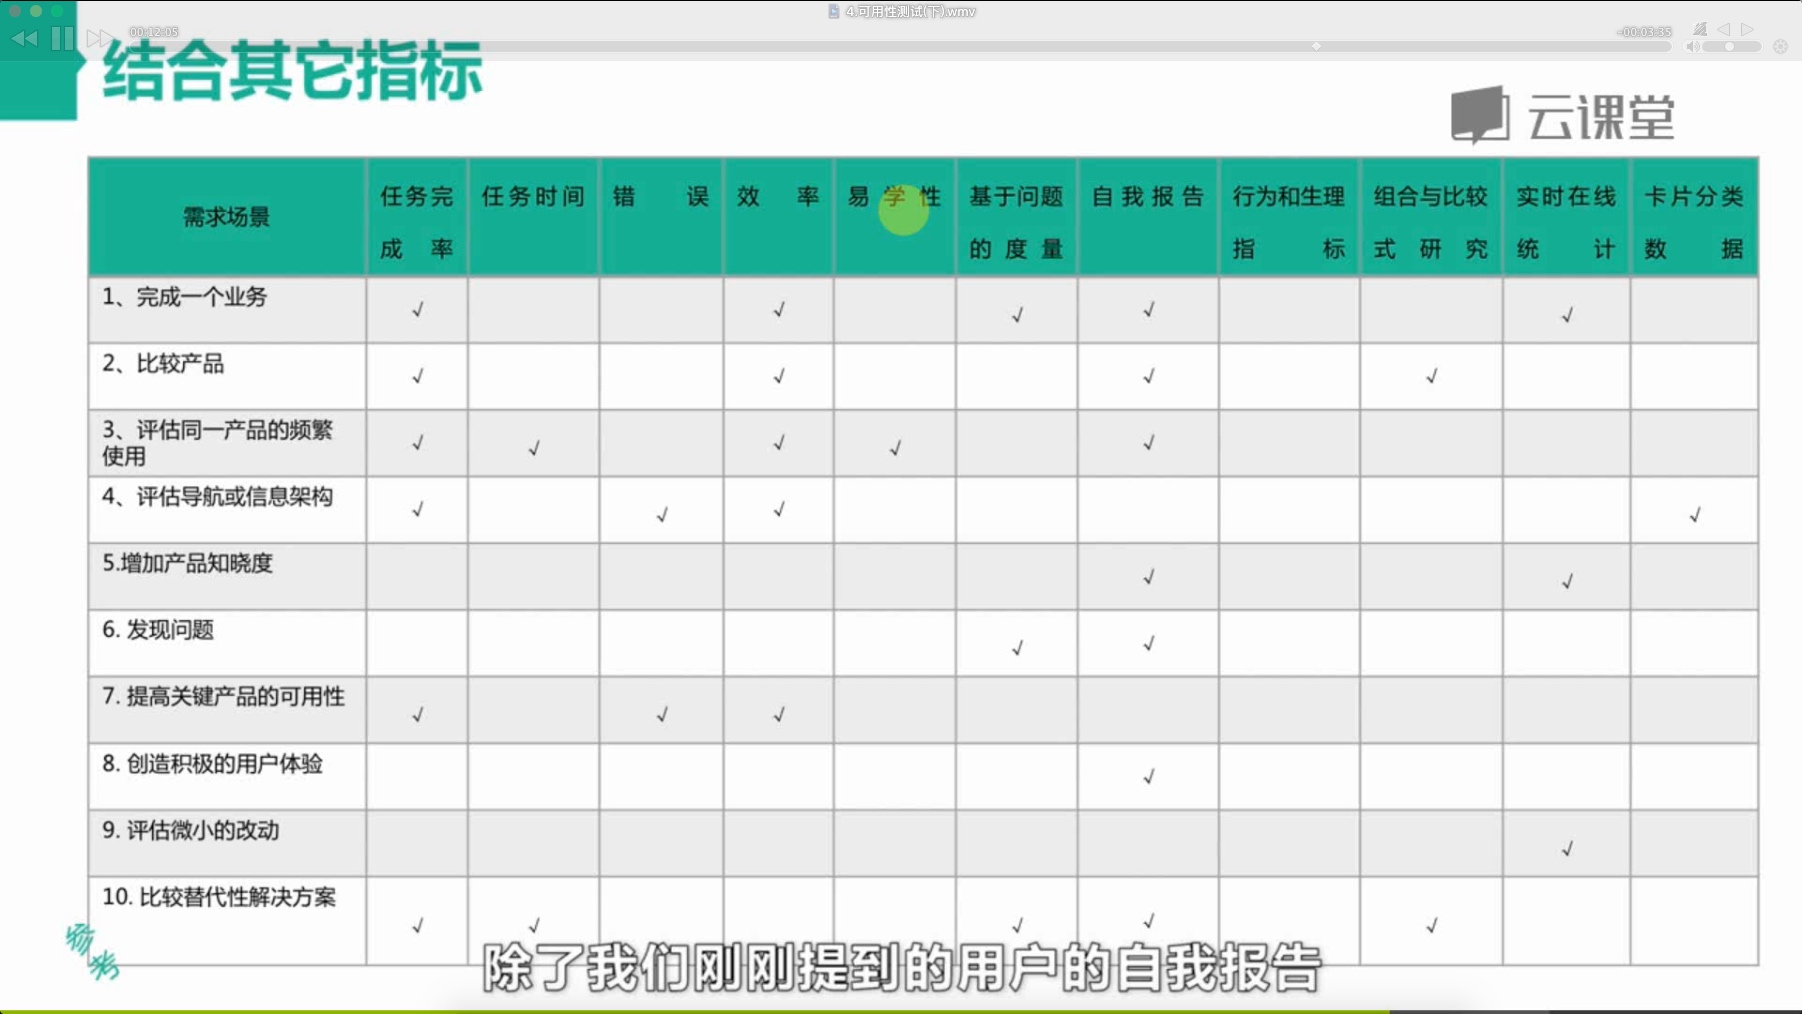 4.可用性测试(下).wmv
00:12:05
-00:03:35
结合其它指标
云课堂
需求场景
任务完成率
任务时间
错误
效率
易学性
基于问题的度量
自我报告
行为和生理指标
组合与比较式研究
实时在线统计
卡片分类数据
1、完成一个业务 √ √ √ √ √
2、比较产品 √ √ √ √
3、评估同一产品的频繁
使用 √ √ √ √ √
4、评估导航或信息架构 √ √ √ √
5.增加产品知晓度 √ √
6. 发现问题 √ √
7. 提高关键产品的可用性 √ √ √
8. 创造积极的用户体验 √
9. 评估微小的改动 √
10. 比较替代性解决方案 √ √ √ √ √
参考
除了我们刚刚提到的用户的自我报告